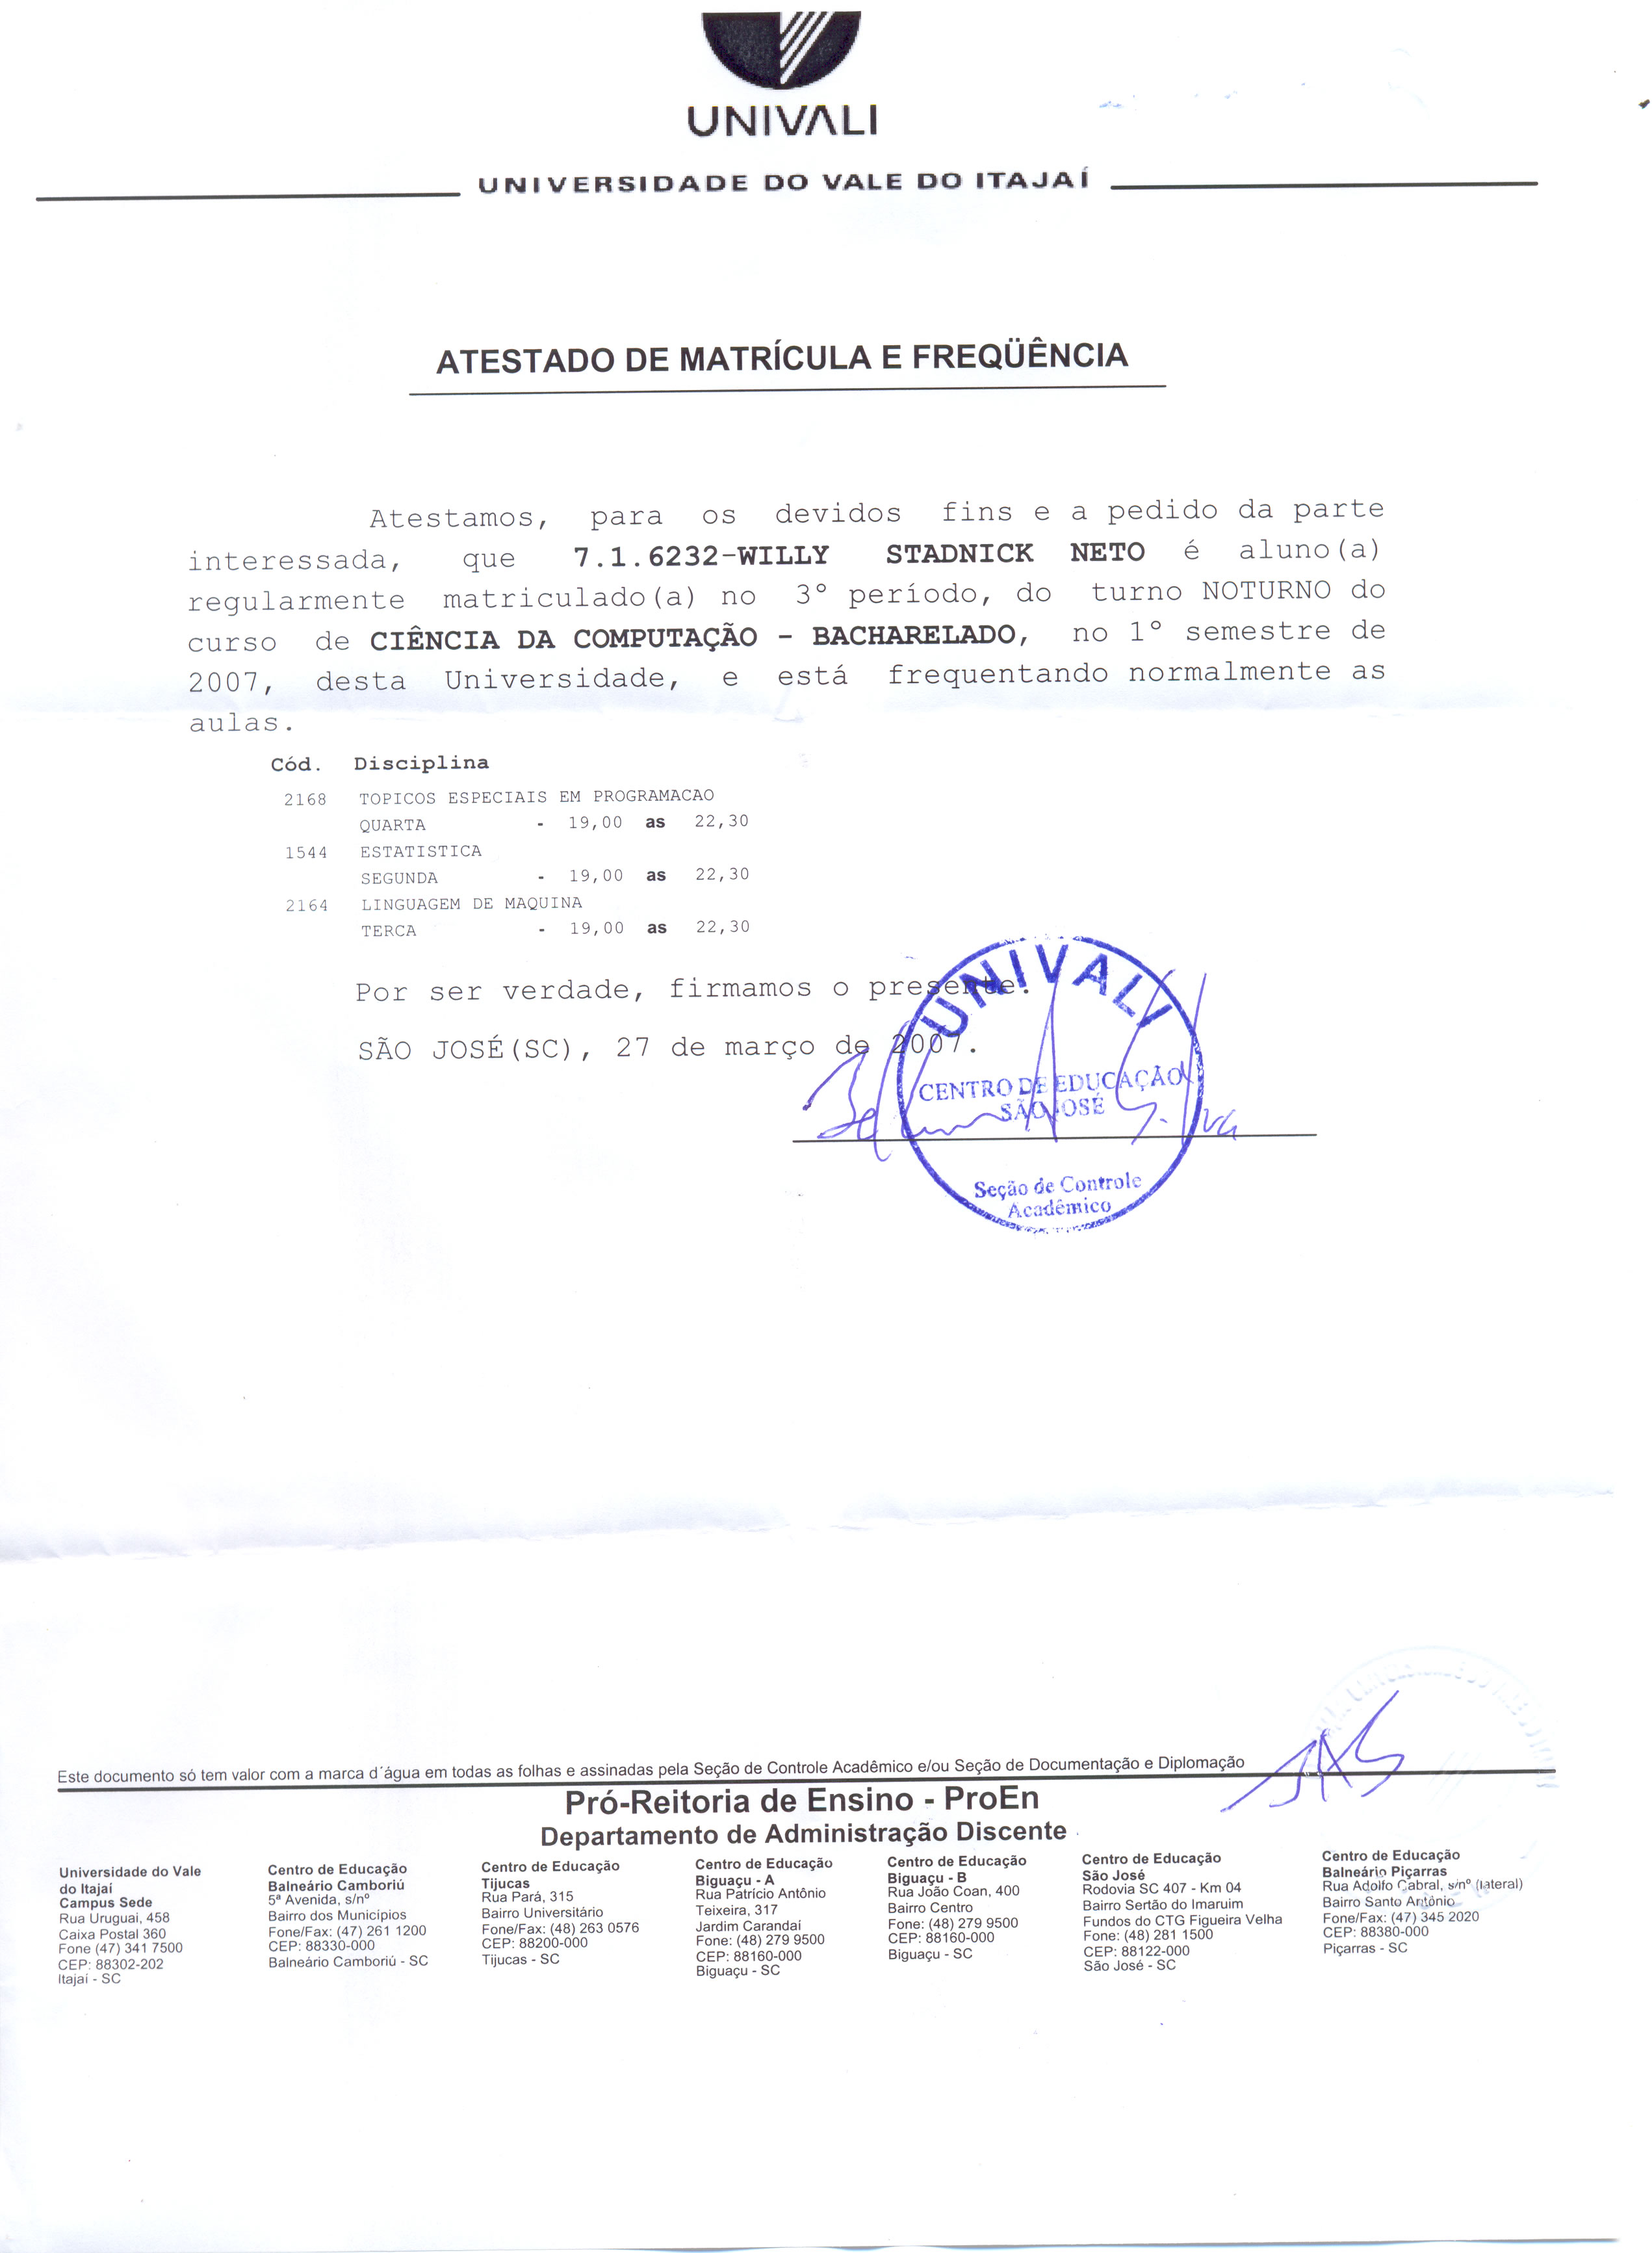 UNIVALI
UNIVERSIDADE DO VALE DO ITAJAÍ
ATESTADO DE MATRÍCULA E FREQÜÊNCIA
Atestamos, para os devidos fins e a pedido da parte
interessada, que 7.1.6232-WILLY STADNICK NETO é aluno(a)
regularmente matriculado(a) no 3º período, do turno NOTURNO do
curso de CIÊNCIA DA COMPUTAÇÃO - BACHARELADO, no 1º semestre de
2007, desta Universidade, e está frequentando normalmente as
aulas.
Cód. Disciplina
2168 TOPICOS ESPECIAIS EM PROGRAMACAO
QUARTA - 19,00 as 22,30
1544 ESTATISTICA
SEGUNDA - 19,00 as 22,30
2164 LINGUAGEM DE MAQUINA
TERCA - 19,00 as 22,30
Por ser verdade, firmamos o presente.
SÃO JOSÉ(SC), 27 de março de 2007.
UNIVALI
CENTRO DE EDUCAÇÃO
SÃO JOSÉ
Seção de Controle
Acadêmico
Este documento só tem valor com a marca d´água em todas as folhas e assinadas pela Seção de Controle Acadêmico e/ou Seção de Documentação e Diplomação
Pró-Reitoria de Ensino - ProEn
Departamento de Administração Discente
Universidade do Vale
do Itajaí
Campus Sede
Rua Uruguai, 458
Caixa Postal 360
Fone (47) 341 7500
CEP: 88302-202
Itajaí - SC
Centro de Educação
Balneário Camboriú
5ª Avenida, s/nº
Bairro dos Municípios
Fone/Fax: (47) 261 1200
CEP: 88330-000
Balneário Camboriú - SC
Centro de Educação
Tijucas
Rua Pará, 315
Bairro Universitário
Fone/Fax: (48) 263 0576
CEP: 88200-000
Tijucas - SC
Centro de Educação
Biguaçu - A
Rua Patrício Antônio
Teixeira, 317
Jardim Carandaí
Fone: (48) 279 9500
CEP: 88160-000
Biguaçu - SC
Centro de Educação
Biguaçu - B
Rua João Coan, 400
Bairro Centro
Fone: (48) 279 9500
CEP: 88160-000
Biguaçu - SC
Centro de Educação
São José
Rodovia SC 407 - Km 04
Bairro Sertão do Imaruim
Fundos do CTG Figueira Velha
Fone: (48) 281 1500
CEP: 88122-000
São José - SC
Centro de Educação
Balneário Piçarras
Rua Adolfo Cabral, s/nº (lateral)
Bairro Santo Antônio
Fone/Fax: (47) 345 2020
CEP: 88380-000
Piçarras - SC